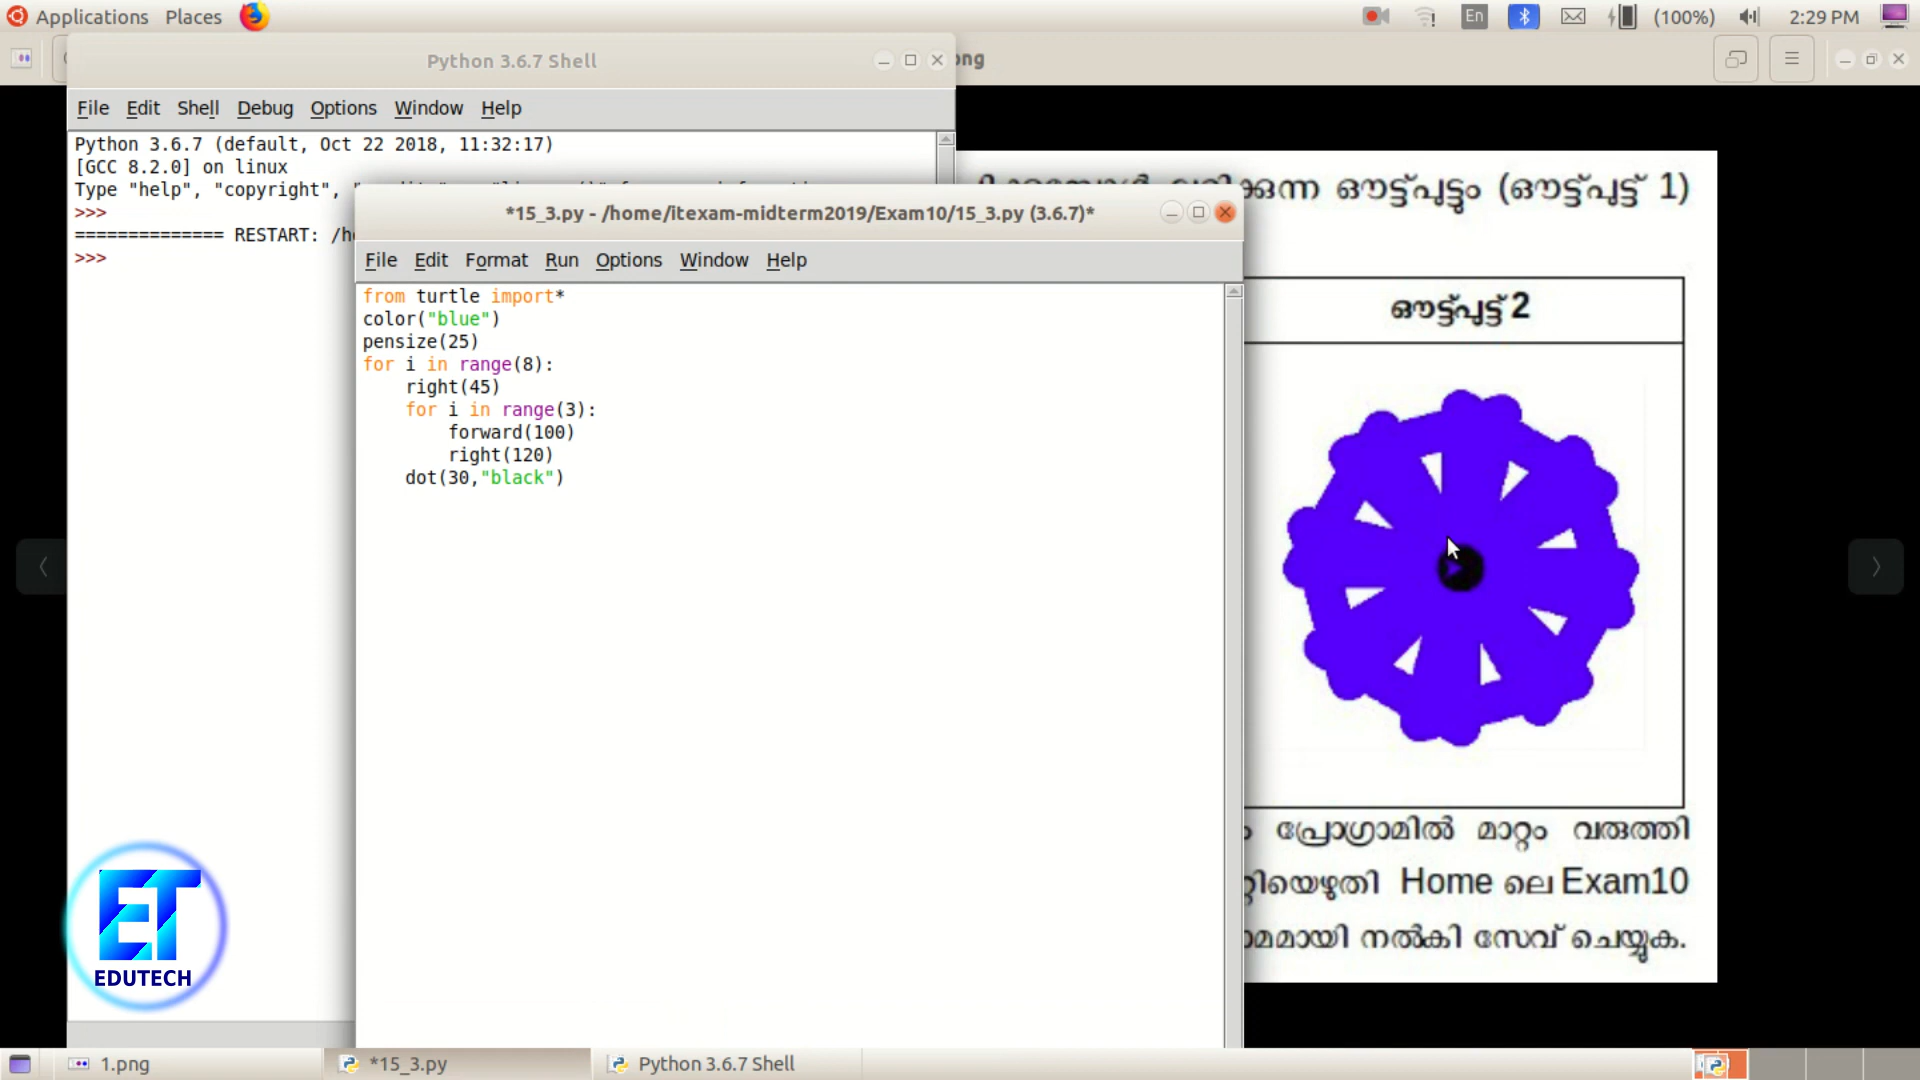 Applications Places En (100%) 2:29 PM
Python 3.6.7 Shell
File Edit Shell Debug Options Window Help
Python 3.6.7 (default, Oct 22 2018, 11:32:17)
[GCC 8.2.0] on linux
Type "help", "copyright",
>>>
============== RESTART: /h
>>>
*15_3.py - /home/itexam-midterm2019/Exam10/15_3.py (3.6.7)*
File Edit Format Run Options Window Help
from turtle import*
color("blue")
pensize(25)
for i in range(8):
    right(45)
    for i in range(3):
        forward(100)
        right(120)
    dot(30,"black")
ഔട്ട്പുട്ടും (ഔട്ട്പുട്ട് 1)
ഔട്ട്പുട്ട് 2
പ്രോഗ്രാമിൽ മാറ്റം വരുത്തി
Home ലെ Exam10
നൽകി സേവ് ചെയ്യുക.
ET
EDUTECH
1.png *15_3.py Python 3.6.7 Shell